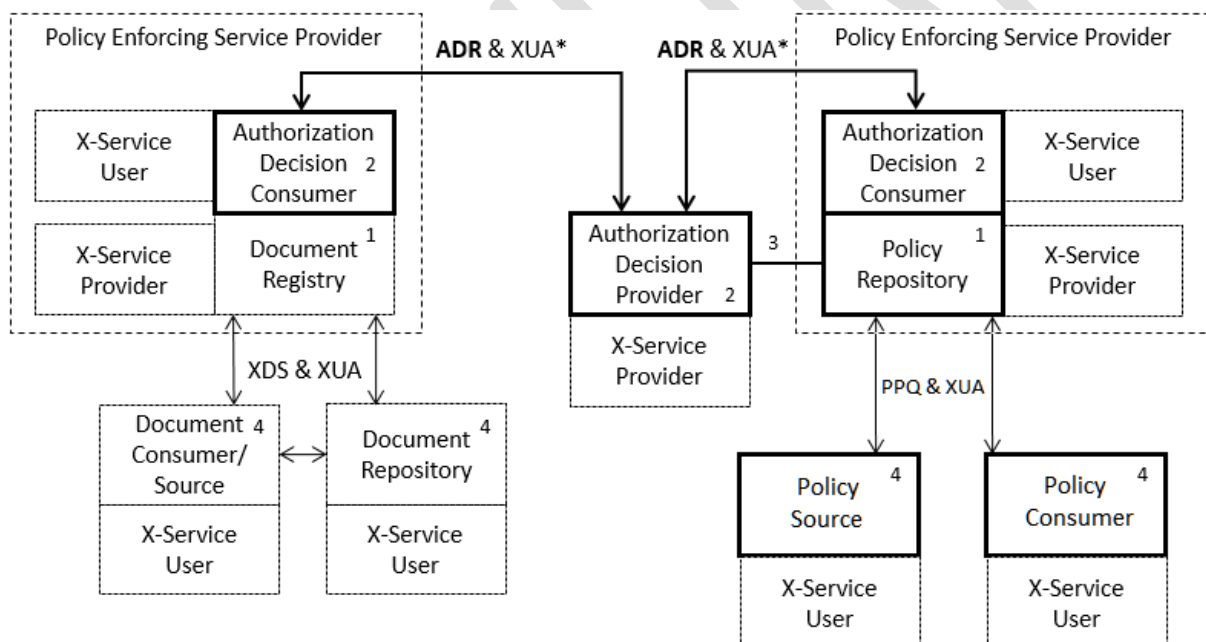 Policy Enforcing Service Provider
ADR & XUA*
X-Service
User
Authorization
Decision 2
Consumer
X-Service
Provider
1
Document
Registry
XDS & XUA
Document 4
Consumer/
Source
X-Service
User
Document 4
Repository
X-Service
User
ADR & XUA*
Authorization
Decision
Provider 2
X-Service
Provider
3
Policy Enforcing Service Provider
Authorization
Decision 2
Consumer
X-Service
User
1
Policy
Repository
X-Service
Provider
PPQ & XUA
4
Policy
Source
X-Service
User
4
Policy
Consumer
X-Service
User